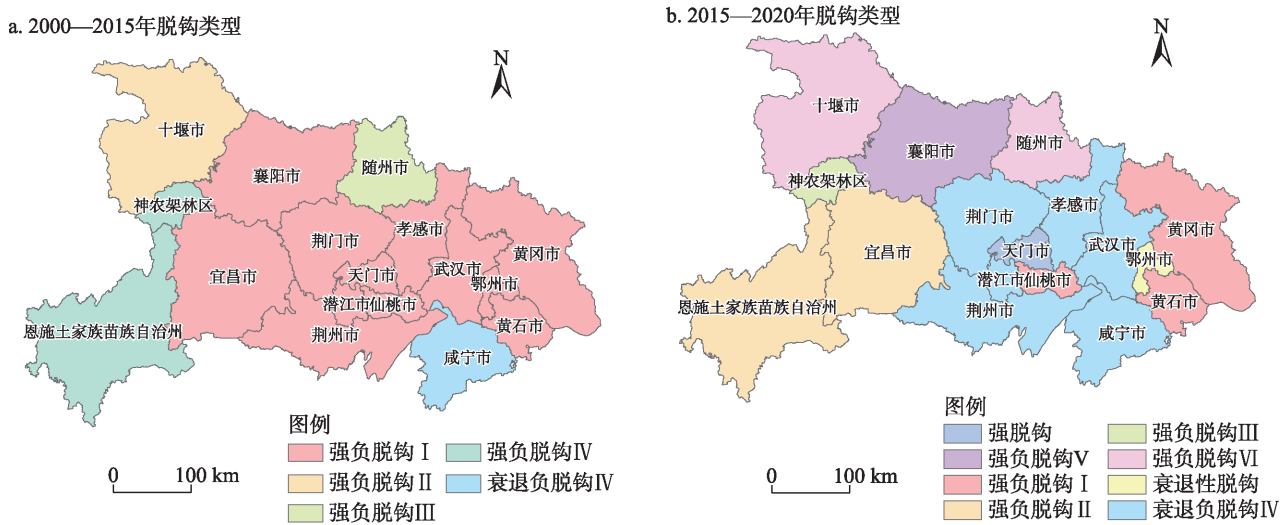 a. 2000—2015年脱钩类型
N
十堰市
襄阳市
随州市
神农架林区
荆门市
孝感市
黄冈市
宜昌市
天门市
武汉市
鄂州市
潜江市仙桃市
恩施土家族苗族自治州
荆州市
黄石市
咸宁市
图例
强负脱钩Ⅰ
强负脱钩Ⅱ
强负脱钩Ⅲ
强负脱钩Ⅳ
衰退负脱钩Ⅳ
0 100 km
b. 2015—2020年脱钩类型
N
十堰市
襄阳市
随州市
神农架林区
荆门市
孝感市
黄冈市
宜昌市
天门市
武汉市
鄂州市
潜江市仙桃市
恩施土家族苗族自治州
荆州市
黄石市
咸宁市
图例
强脱钩
强负脱钩Ⅴ
强负脱钩Ⅰ
强负脱钩Ⅱ
强负脱钩Ⅲ
强负脱钩Ⅵ
衰退性脱钩
衰退负脱钩Ⅳ
0 100 km